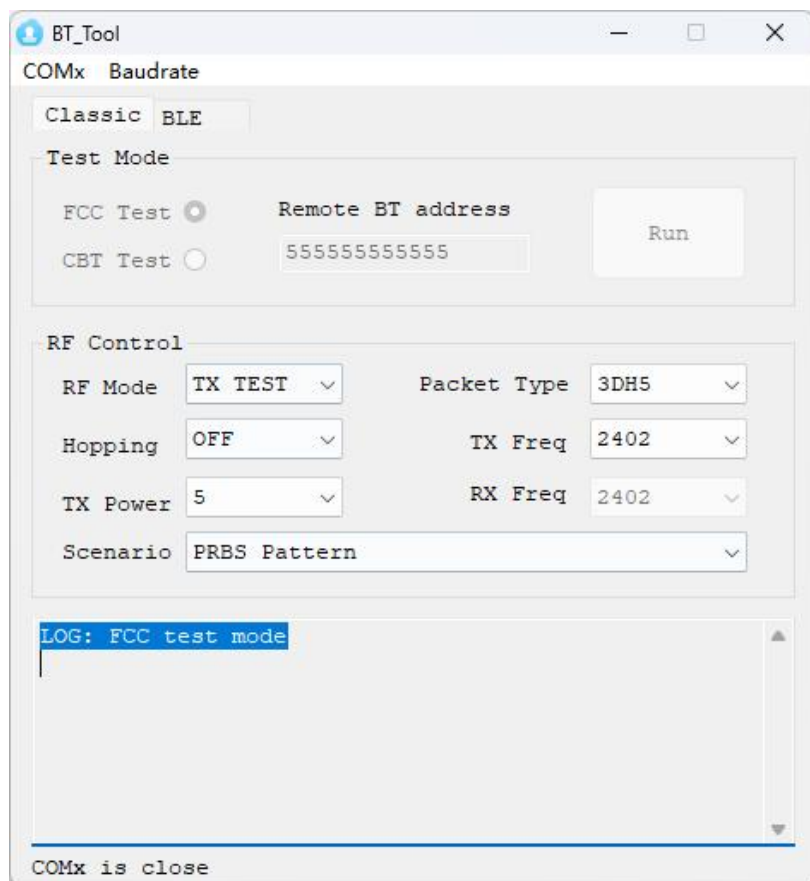 BT_Tool
COMx Baudrate
Classic BLE
Test Mode
FCC Test
Remote BT address
Run
CBT Test
555555555555
RF Control
RF Mode TX TEST Packet Type 3DH5
Hopping OFF TX Freq 2402
TX Power 5 RX Freq 2402
Scenario PRBS Pattern
LOG: FCC test mode
COMx is close